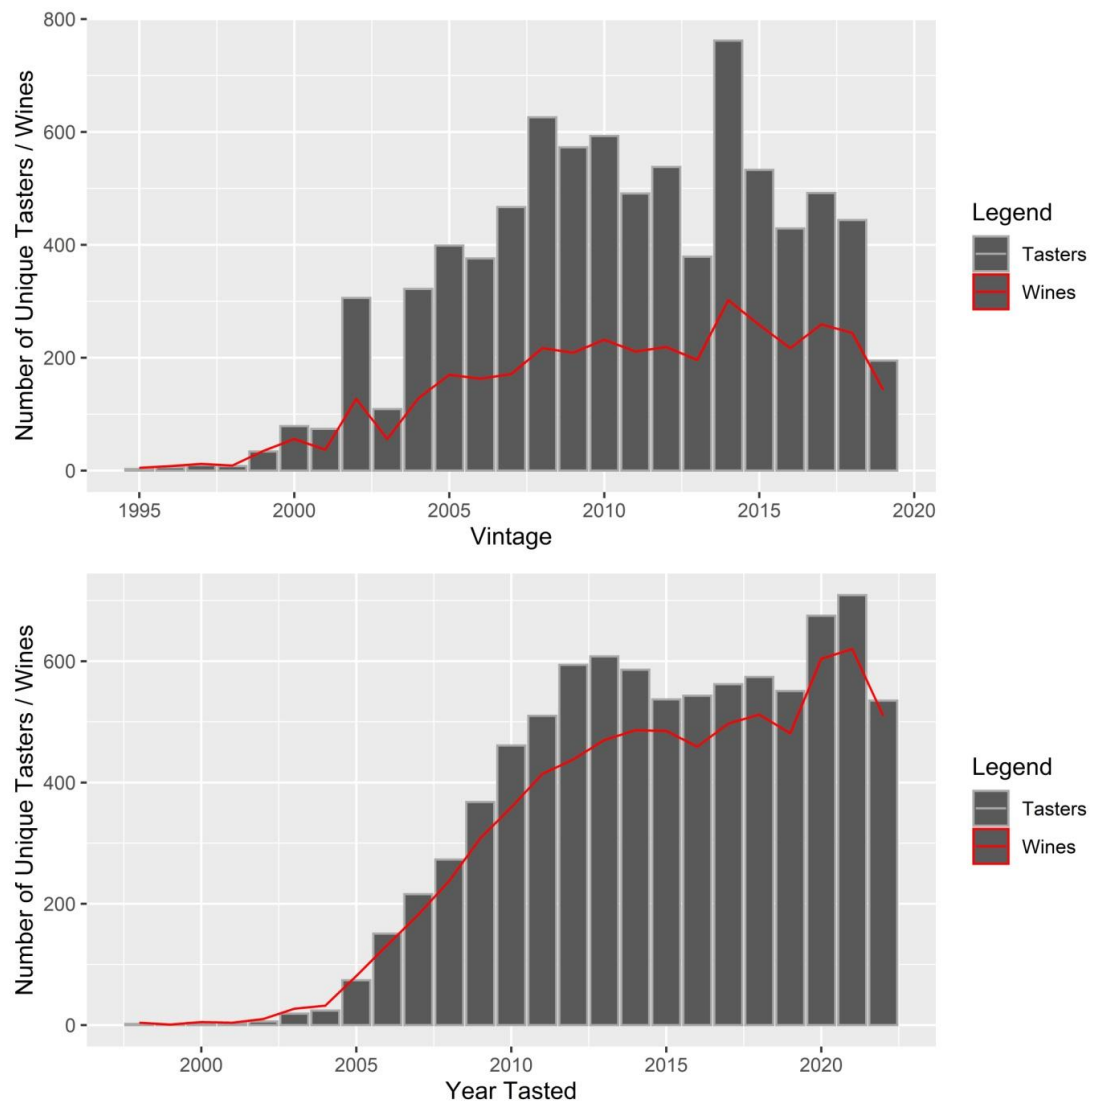 800
600
400
200
0
Number of Unique Tasters / Wines
1995 2000 2005 2010 2015 2020
Vintage
Legend
Tasters
Wines
600
400
200
0
Number of Unique Tasters / Wines
2000 2005 2010 2015 2020
Year Tasted
Legend
Tasters
Wines